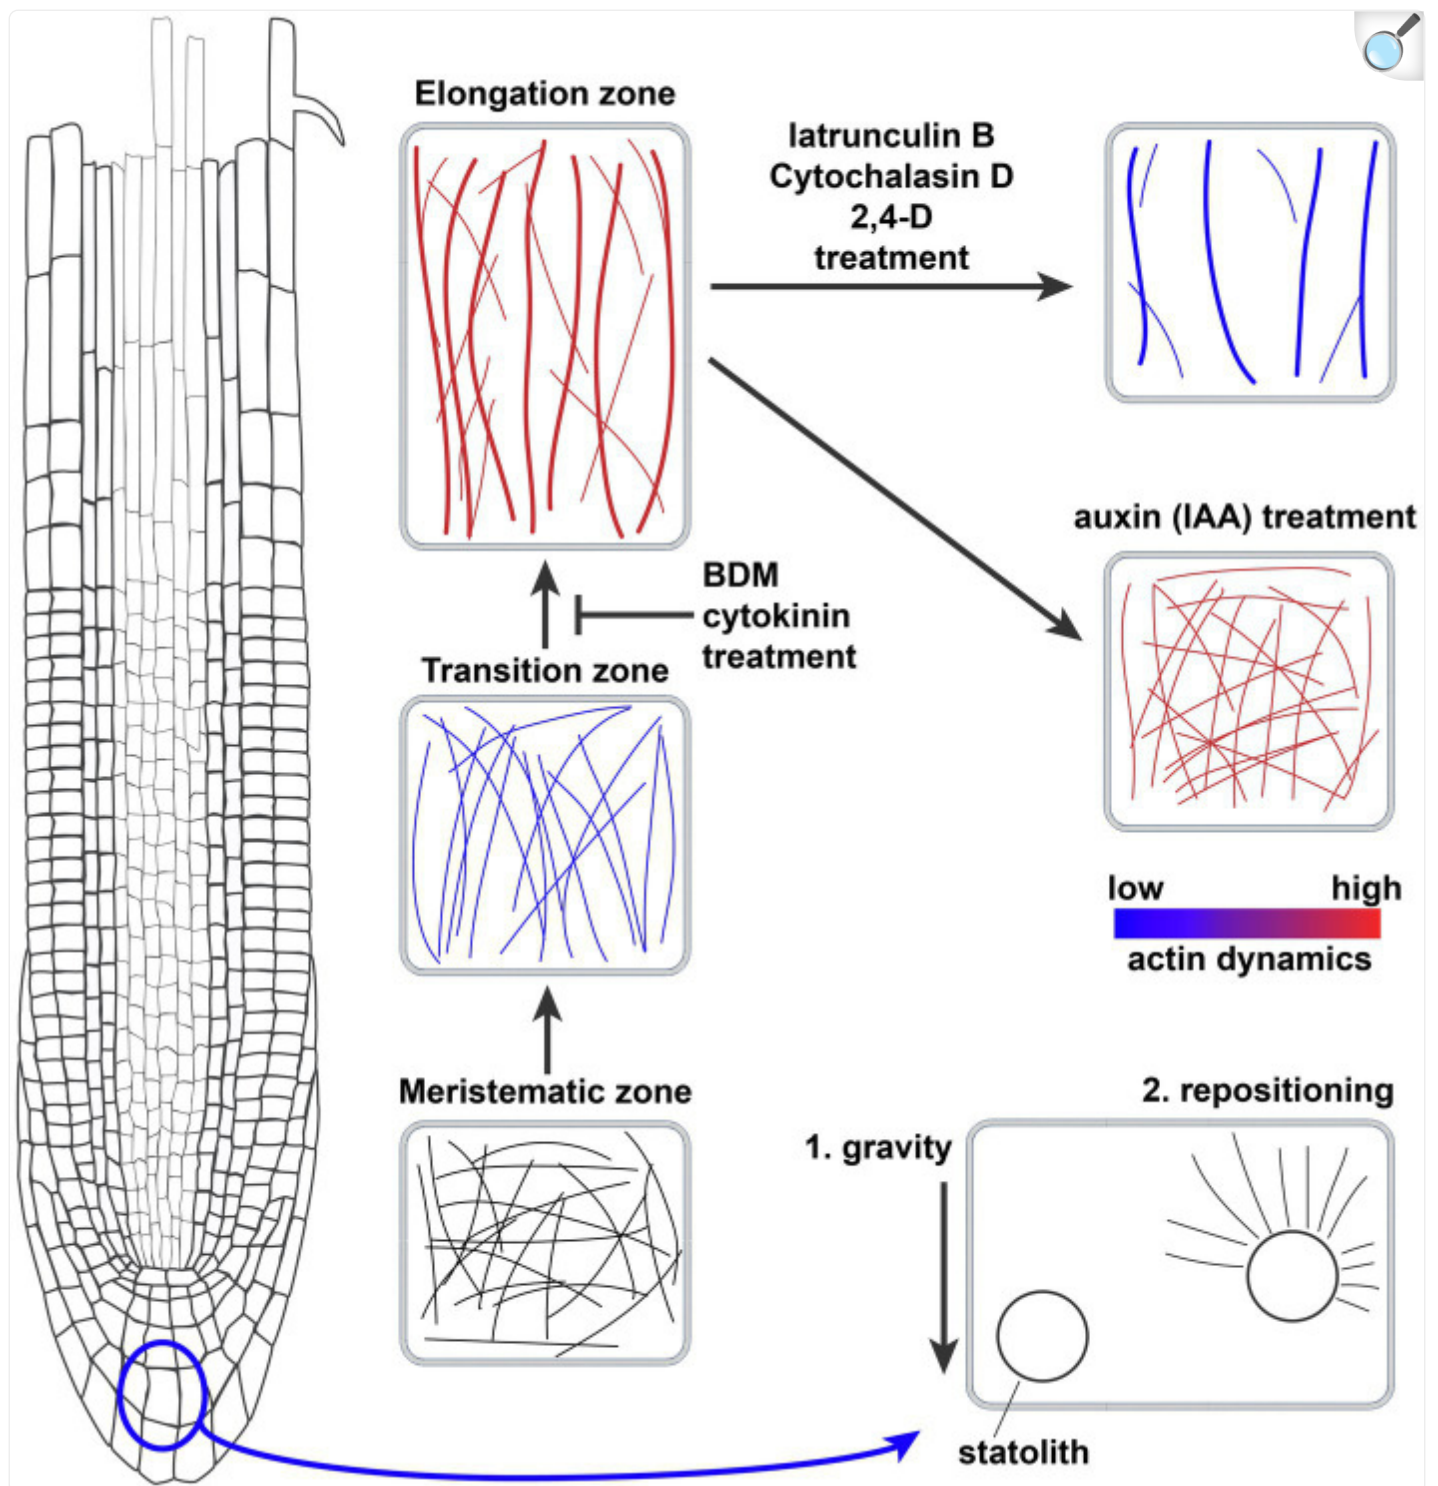 Elongation zone
latrunculin B
Cytochalasin D
2,4-D
treatment
auxin (IAA) treatment
BDM
cytokinin
treatment
Transition zone
low high
actin dynamics
Meristematic zone
2. repositioning
1. gravity
statolith